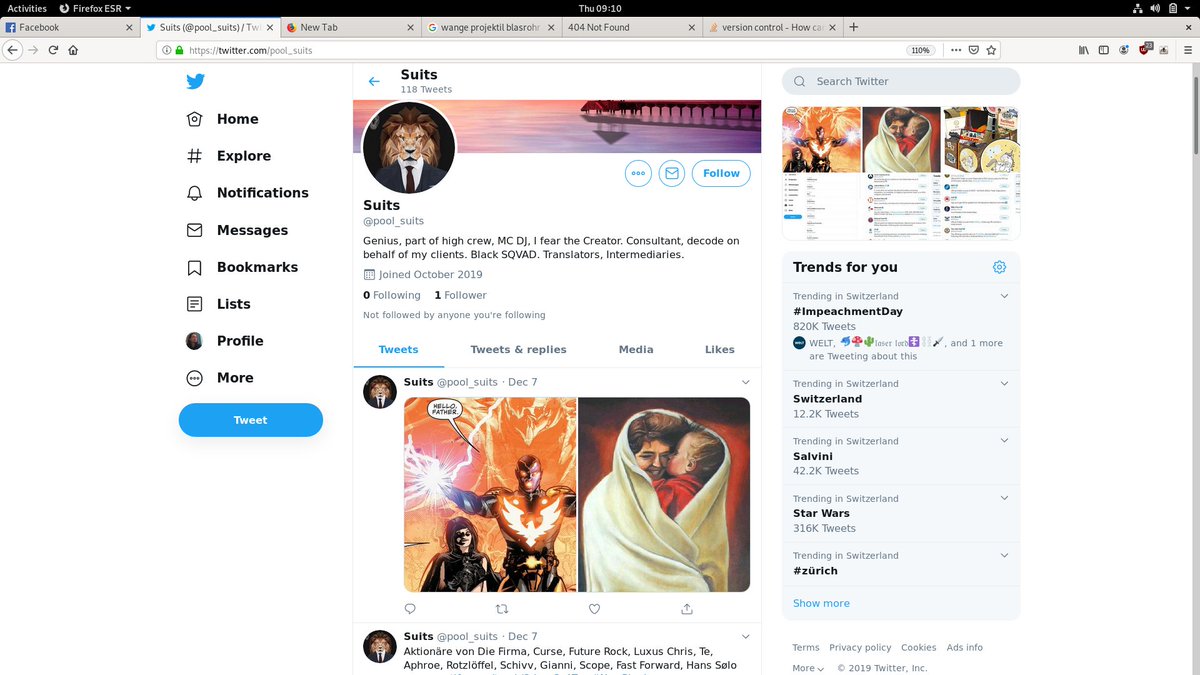 Activities Firefox ESR Thu 09:10
Facebook
Suits (@pool_suits) / Twi
New Tab
wange projektil blasrohr
404 Not Found
version control - How ca
https://twitter.com/pool_suits
110%
Home
Explore
Notifications
Messages
Bookmarks
Lists
Profile
More
Tweet
Suits
118 Tweets
Follow
Suits
@pool_suits
Genius, part of high crew, MC DJ, I fear the Creator. Consultant, decode on
behalf of my clients. Black SQVAD. Translators, Intermediaries.
Joined October 2019
0 Following 1 Follower
Not followed by anyone you're following
Tweets Tweets & replies Media Likes
Suits @pool_suits · Dec 7
HELLO,
FATHER.
Suits @pool_suits · Dec 7
Aktionäre von Die Firma, Curse, Future Rock, Luxus Chris, Te,
Aphroe, Rotzlöffel, Schivv, Gianni, Scope, Fast Forward, Hans Sølo
Search Twitter
Trends for you
Trending in Switzerland
#ImpeachmentDay
820K Tweets
WELT, 🐬🍄🌵𝔩𝔞𝔰𝔢𝔯 𝔩𝔬𝔯𝔡, and 1 more
are Tweeting about this
Trending in Switzerland
Switzerland
12.2K Tweets
Trending in Switzerland
Salvini
42.2K Tweets
Trending in Switzerland
Star Wars
316K Tweets
Trending in Switzerland
#zürich
Show more
Terms Privacy policy Cookies Ads info
More © 2019 Twitter, Inc.